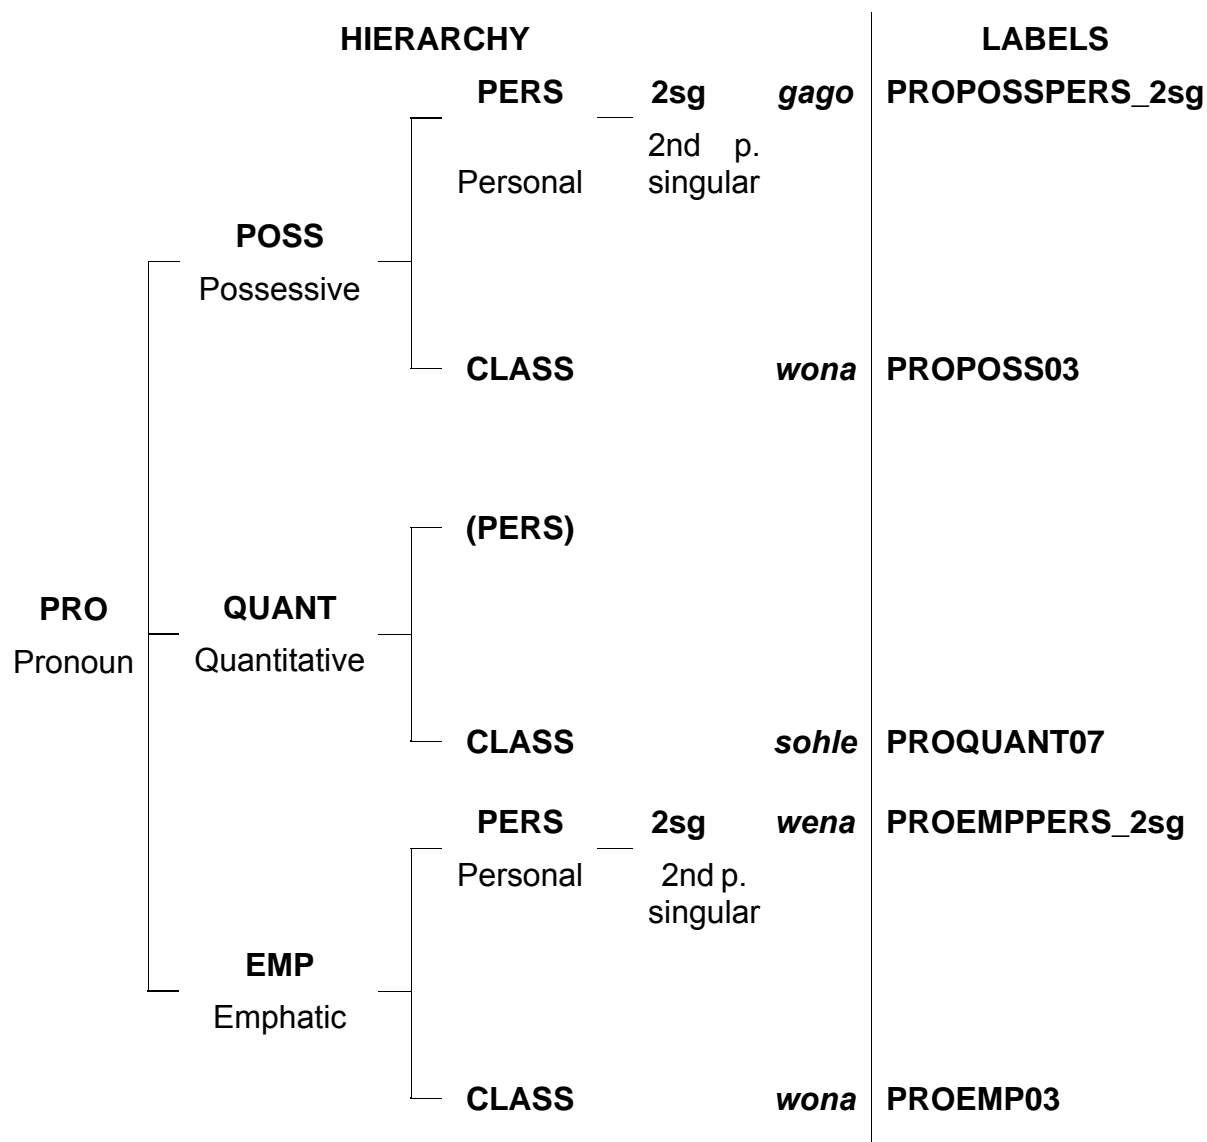 HIERARCHY LABELS
PERS 2sg gago PROPOSSPERS_2sg
2nd p.
Personal singular
POSS
Possessive
CLASS wona PROPOSS03
(PERS)
PRO QUANT
Pronoun Quantitative
CLASS sohle PROQUANT07
PERS 2sg wena PROEMPPERS_2sg
Personal 2nd p.
singular
EMP
Emphatic
CLASS wona PROEMP03